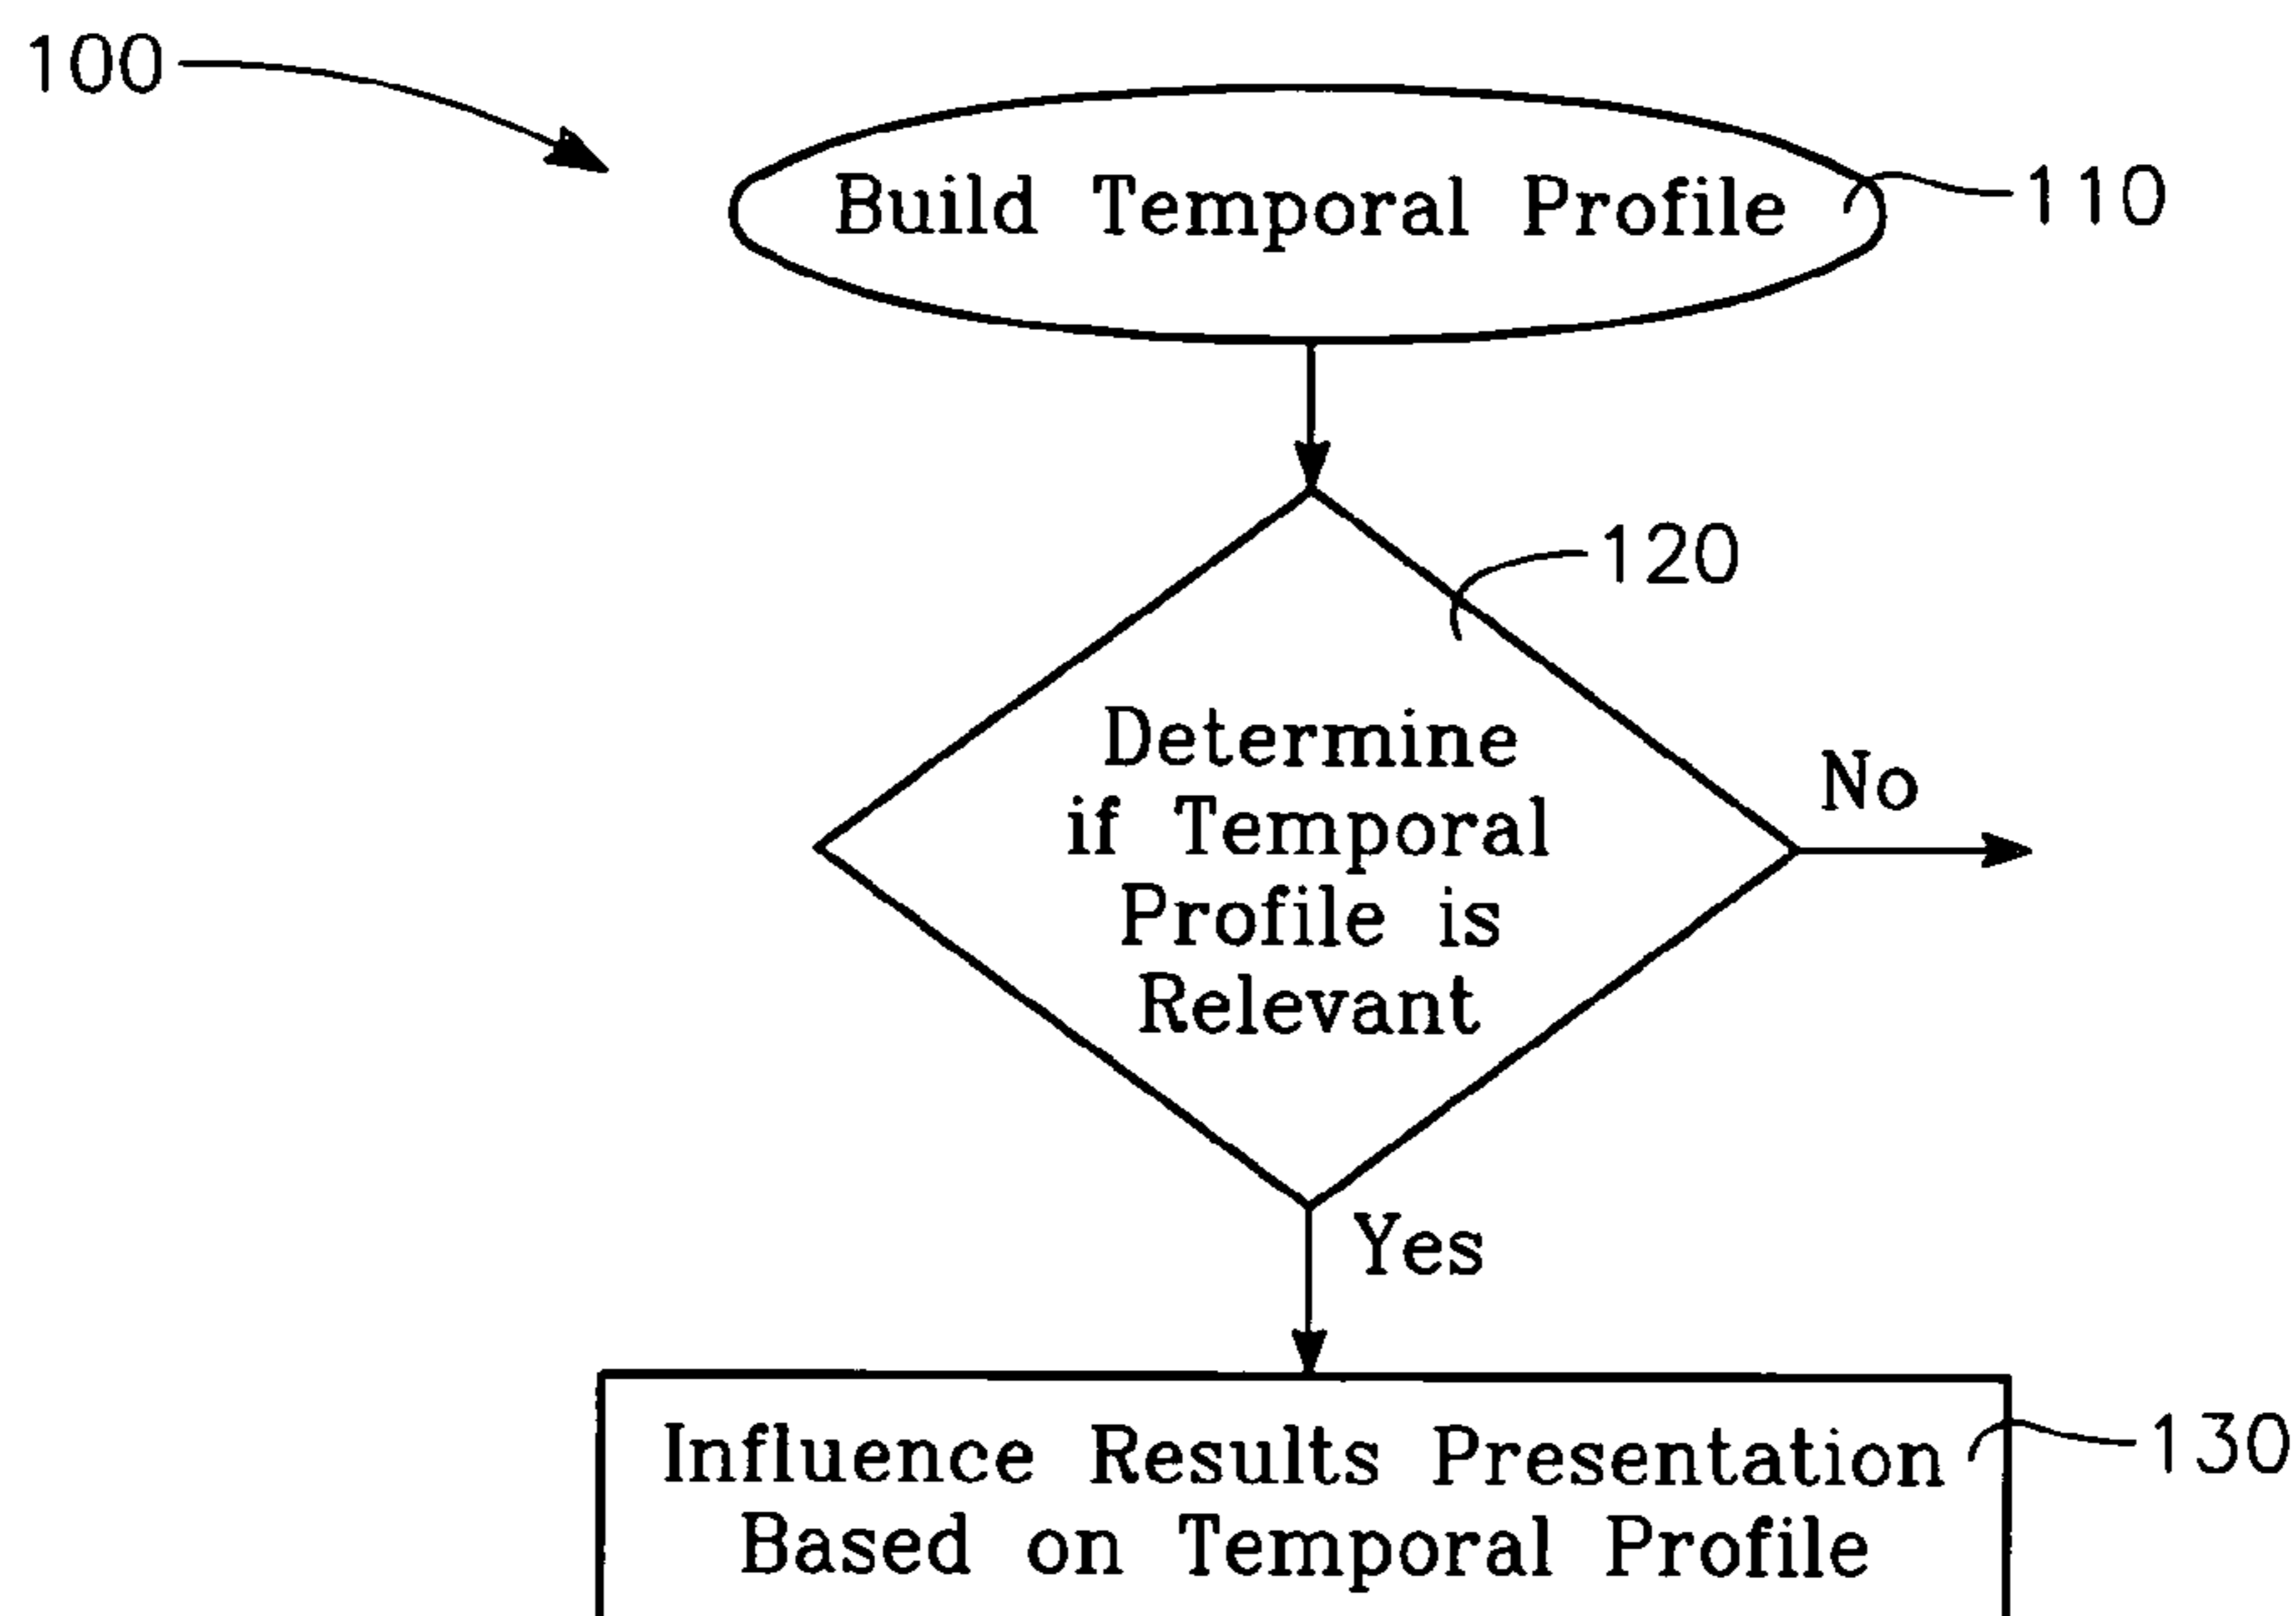 100
Build Temporal Profile
110
120
Determine
if Temporal
Profile is
Relevant
No
Yes
Influence Results Presentation
Based on Temporal Profile
130